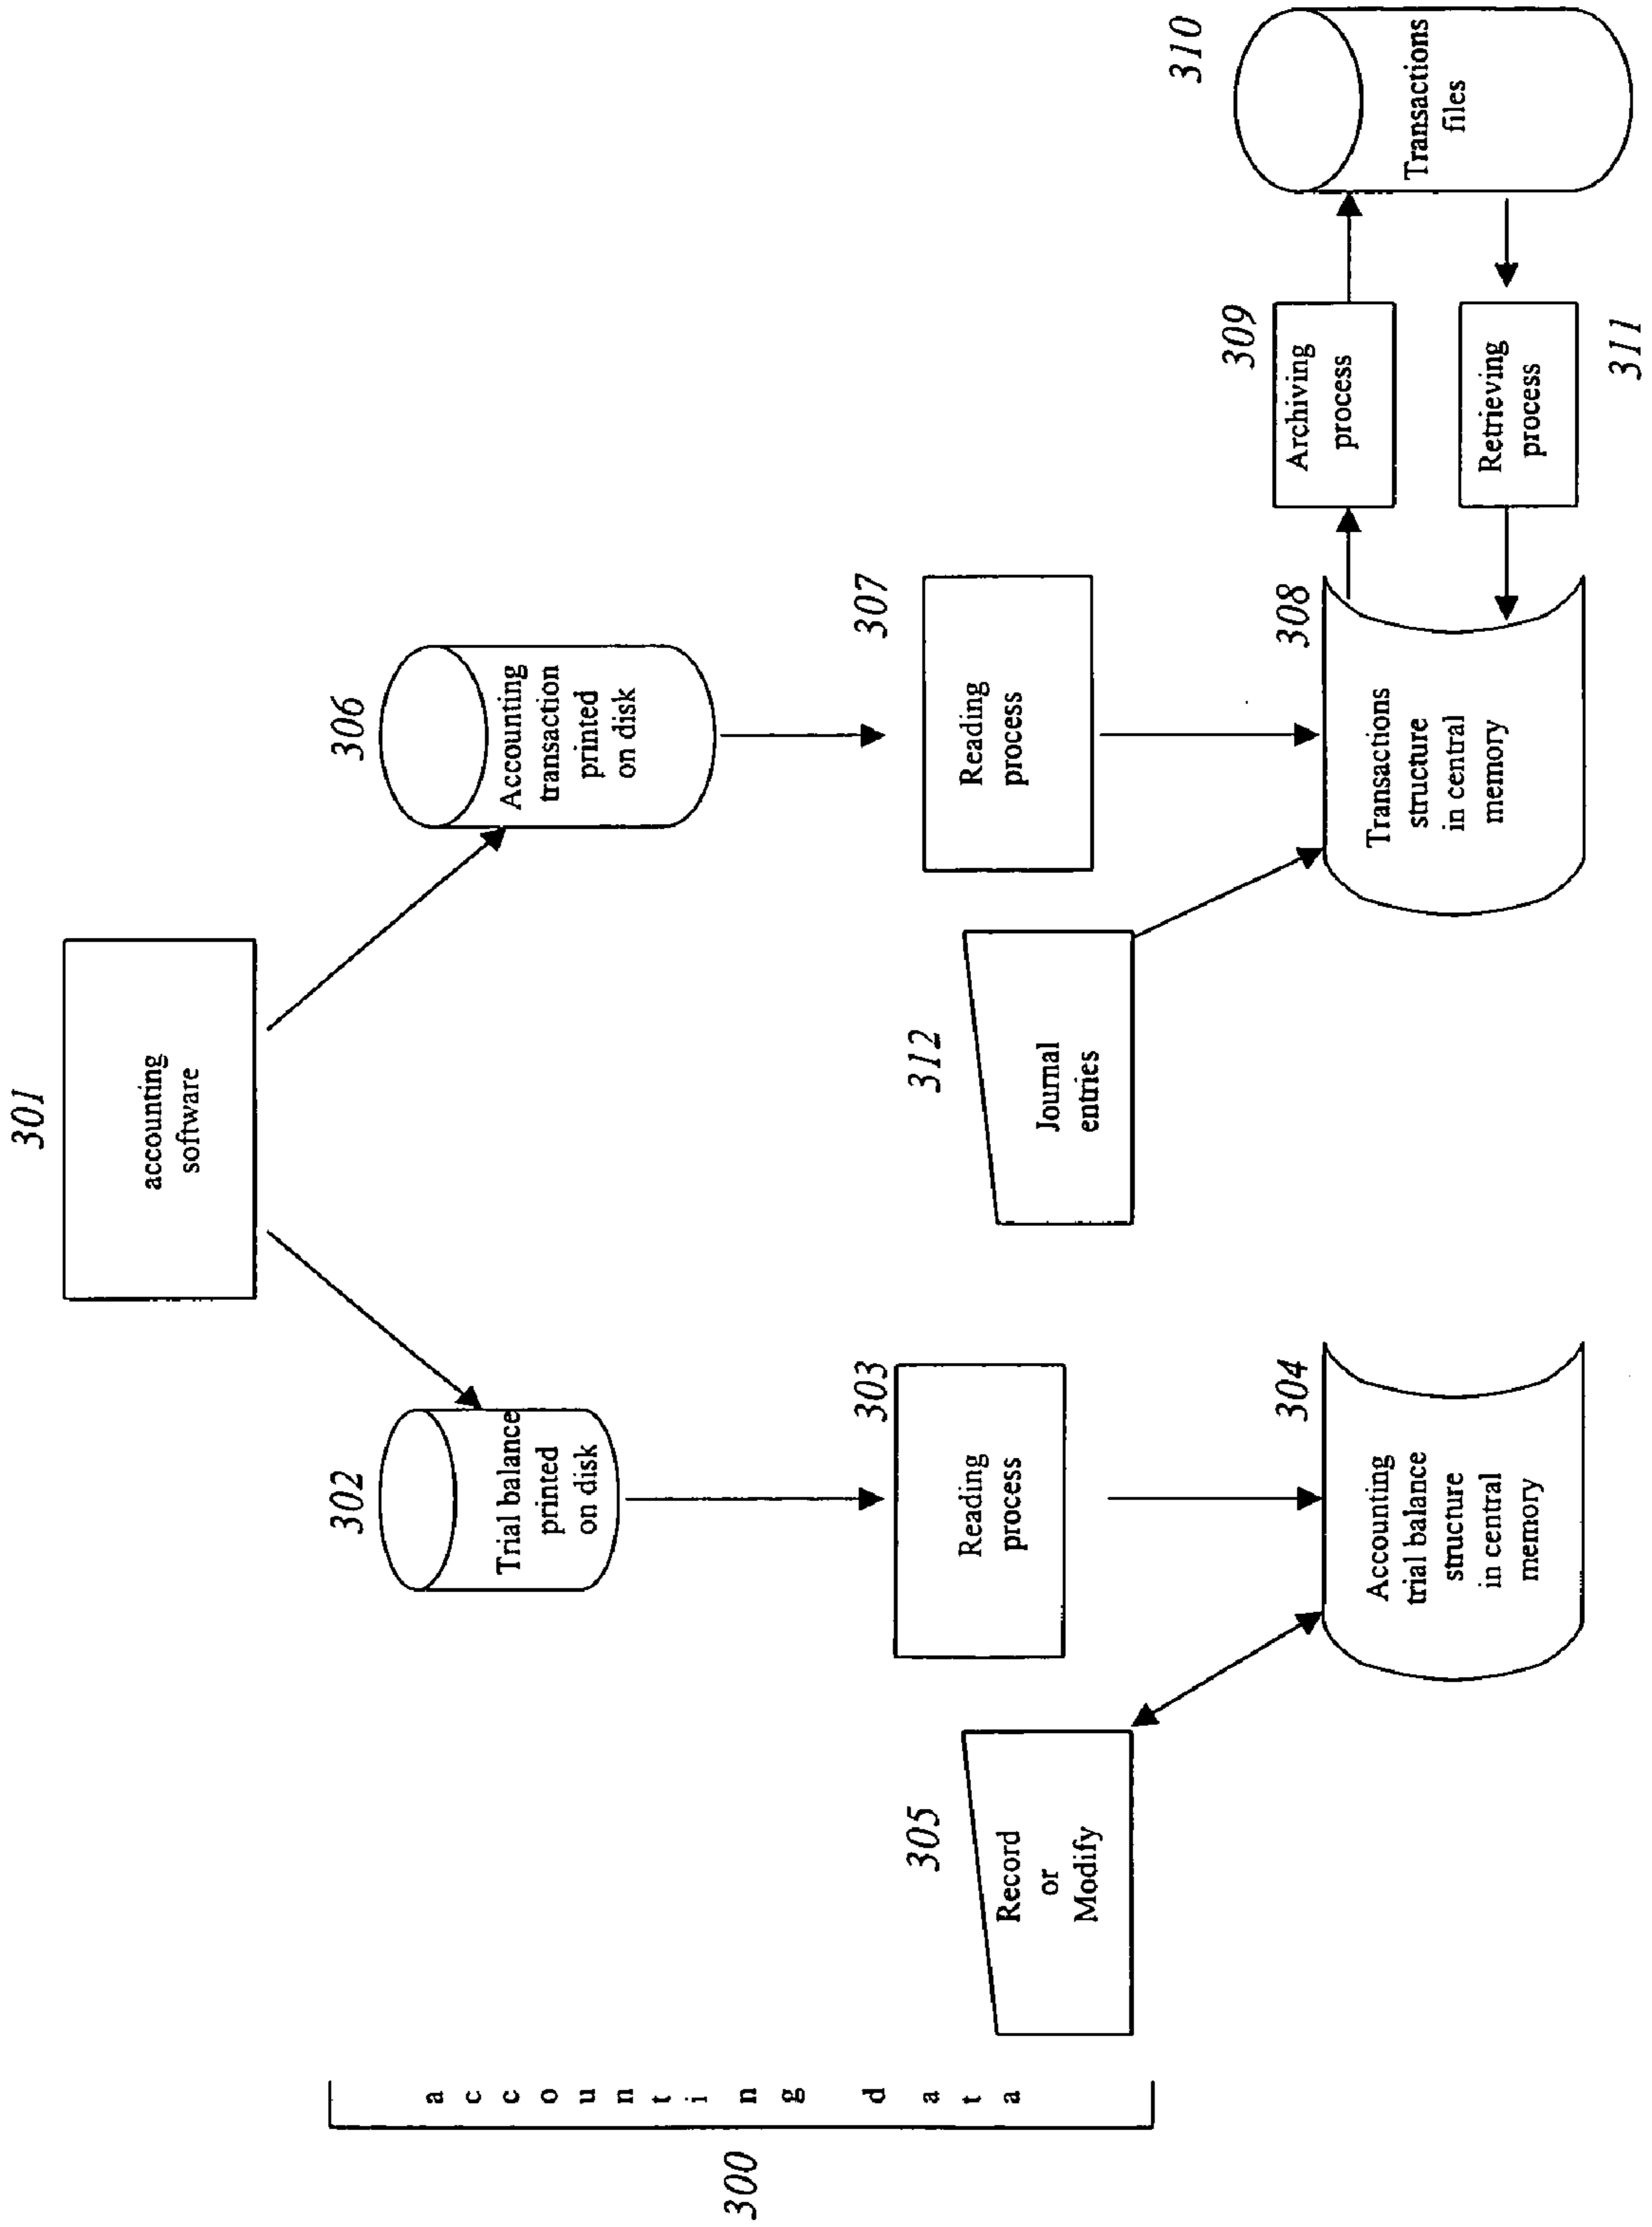 301
accounting
software
302
Trial balance
printed
on disk
306
Accounting
transaction
printed
on disk
303
Reading
process
307
Reading
process
305
Record
or
Modify
312
Journal
entries
304
Accounting
trial balance
structure
in central
memory
308
Transactions
structure
in central
memory
309
Archiving
process
310
Transactions
files
Retrieving
process
311
300
a
c
c
o
u
n
t
i
n
g
d
a
t
a